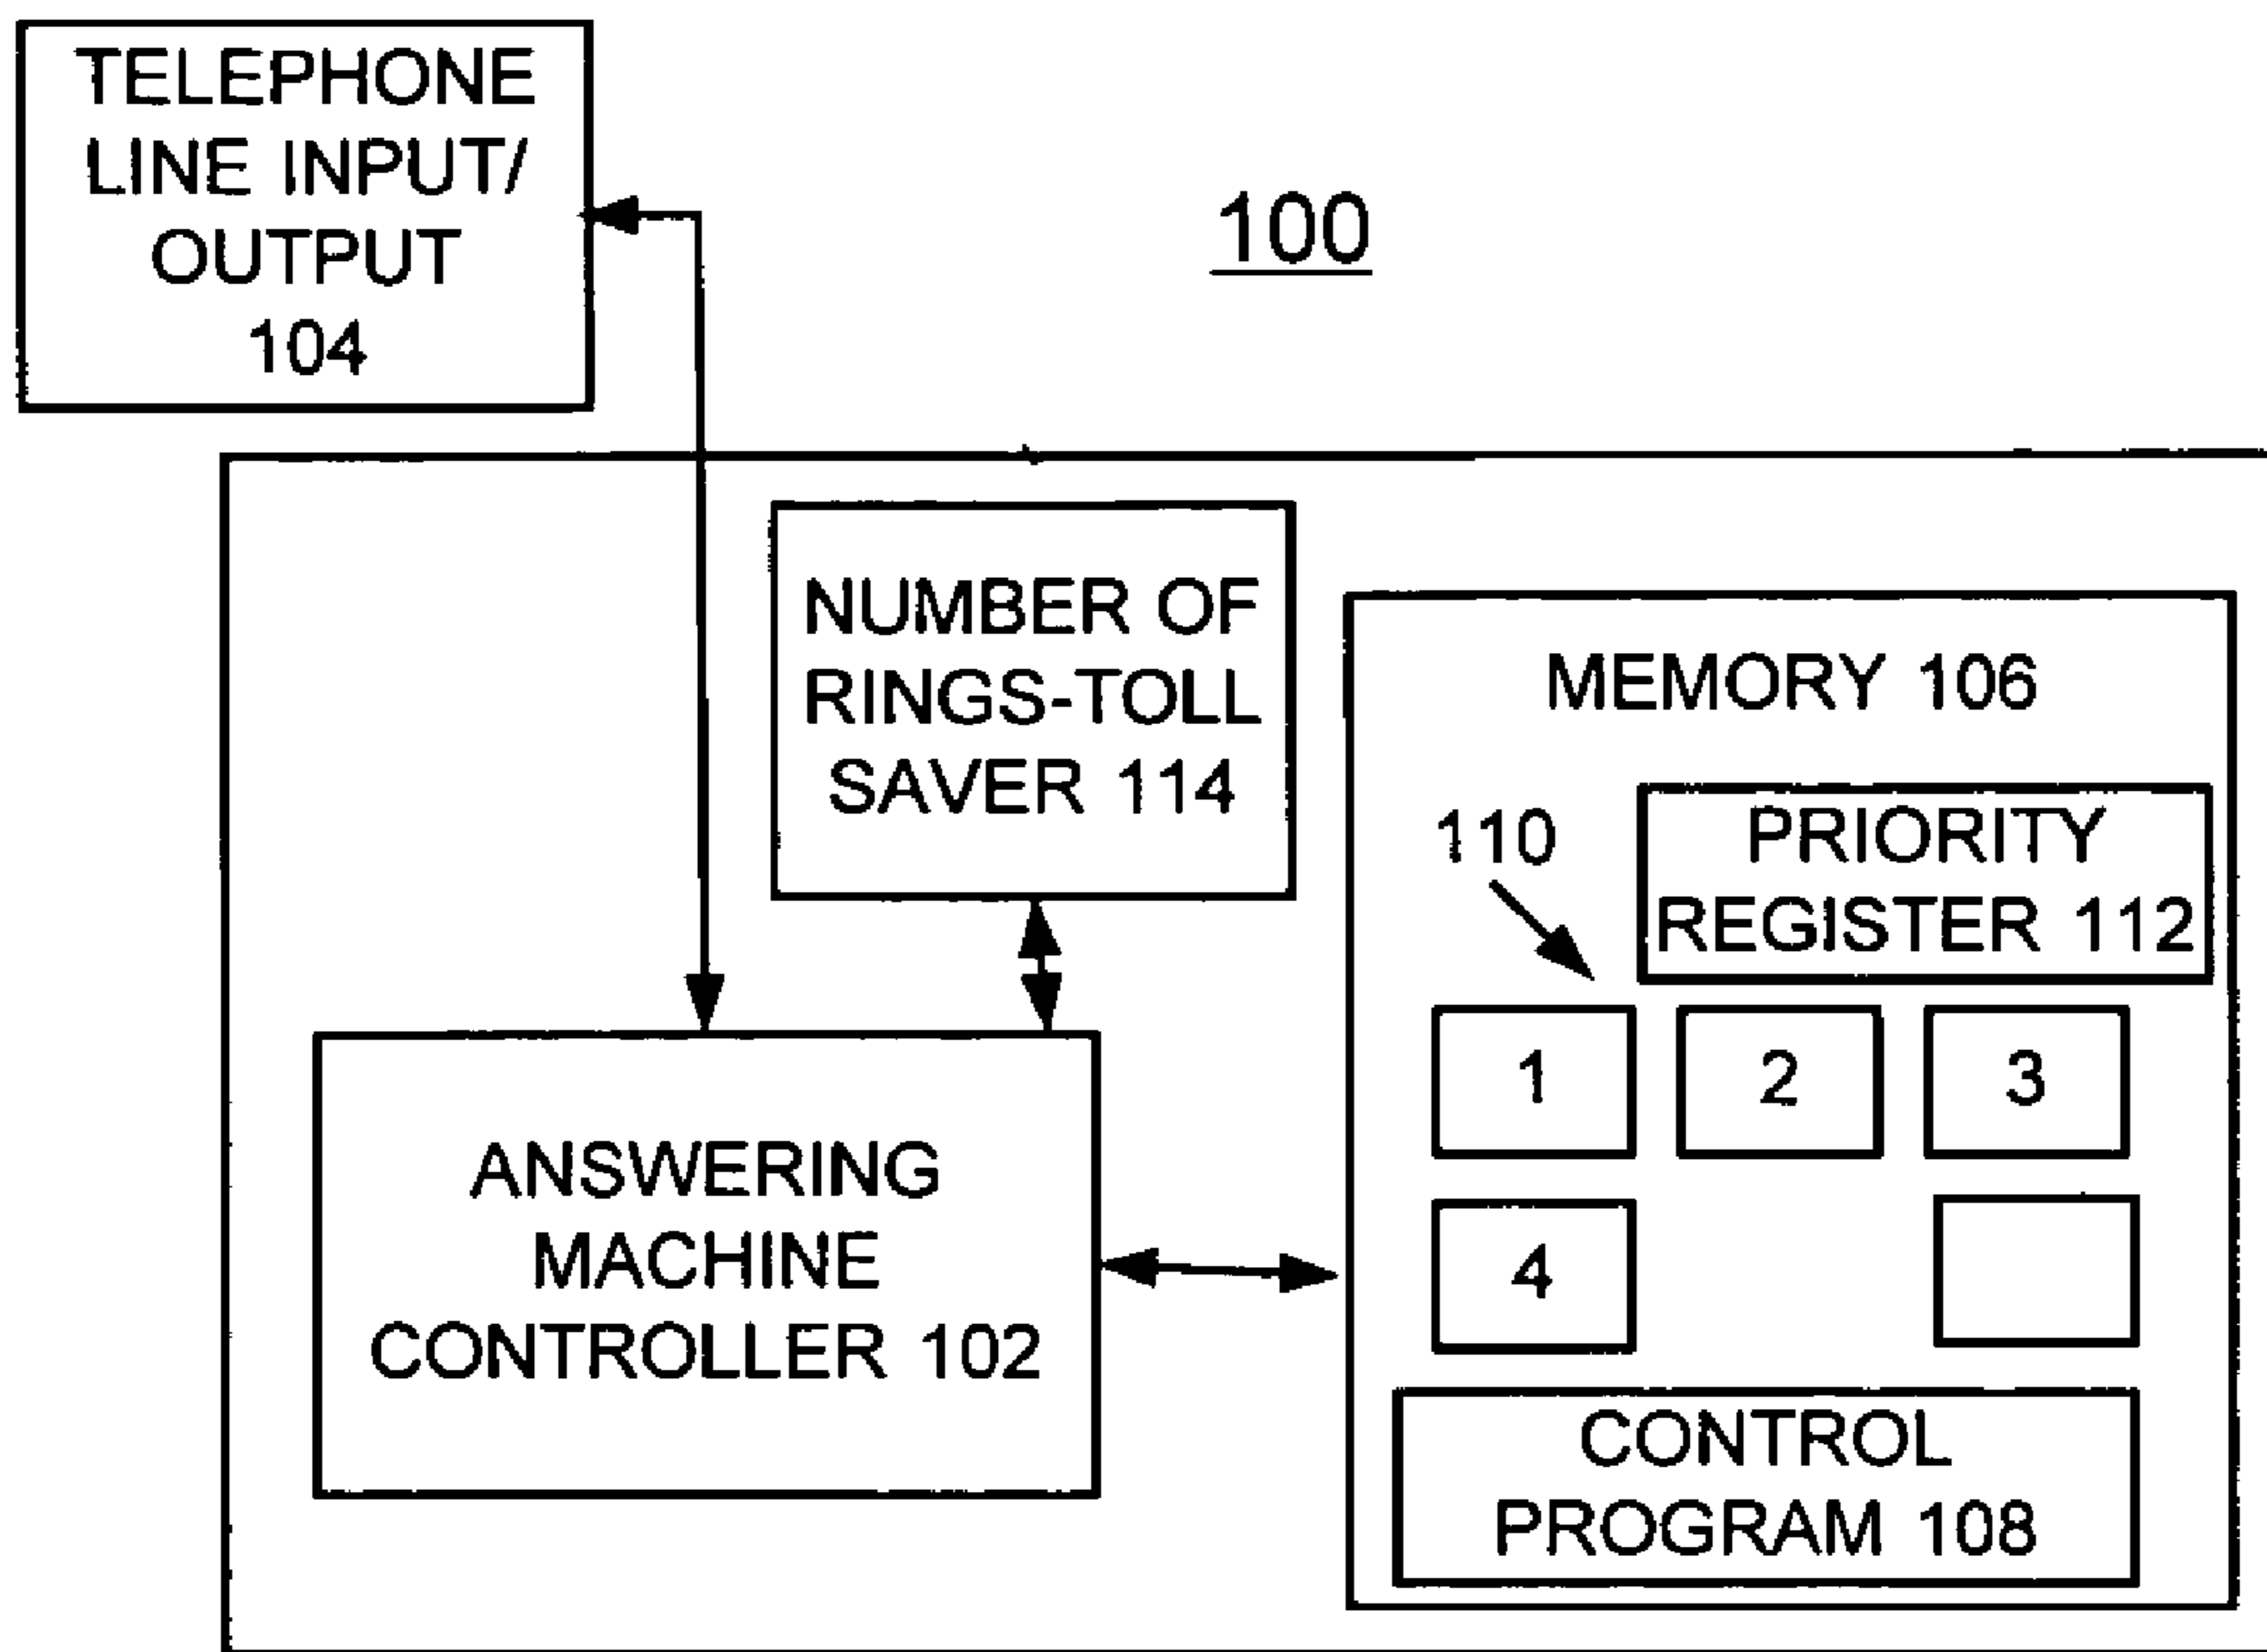 TELEPHONE
LINE INPUT/
OUTPUT
104
100
NUMBER OF
RINGS-TOLL
SAVER 114
MEMORY 106
110
PRIORITY
REGISTER 112
1
2
3
4
ANSWERING
MACHINE
CONTROLLER 102
CONTROL
PROGRAM 108